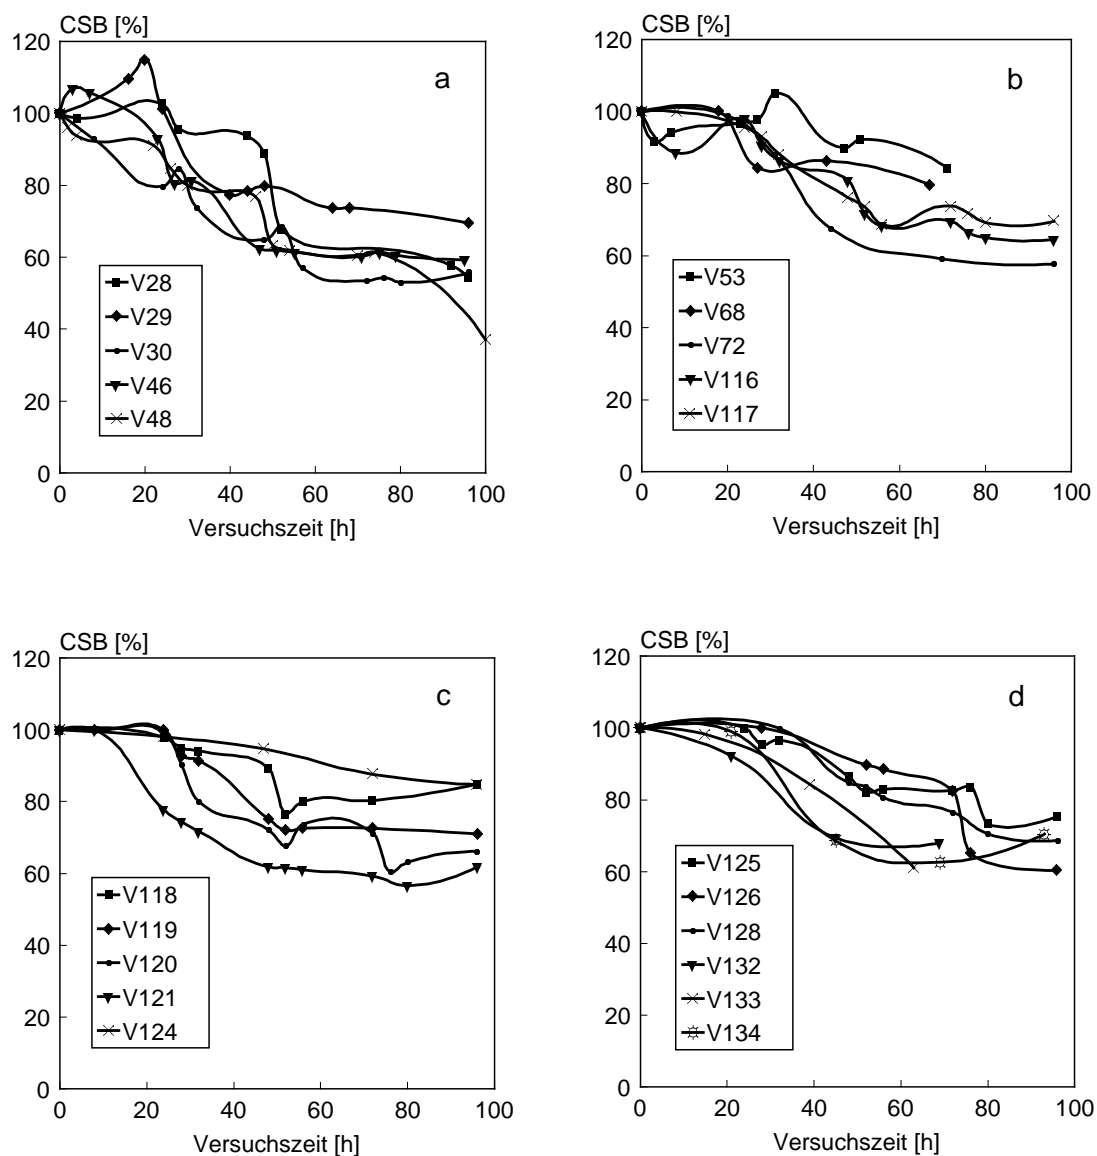 CSB [%]
120
100
80
60
40
20
0
a
V28
V29
V30
V46
V48
0 20 40 60 80 100
Versuchszeit [h]
CSB [%]
120
100
80
60
40
20
0
b
V53
V68
V72
V116
V117
0 20 40 60 80 100
Versuchszeit [h]
CSB [%]
120
100
80
60
40
20
0
c
V118
V119
V120
V121
V124
0 20 40 60 80 100
Versuchszeit [h]
CSB [%]
120
100
80
60
40
20
0
d
V125
V126
V128
V132
V133
V134
0 20 40 60 80 100
Versuchszeit [h]